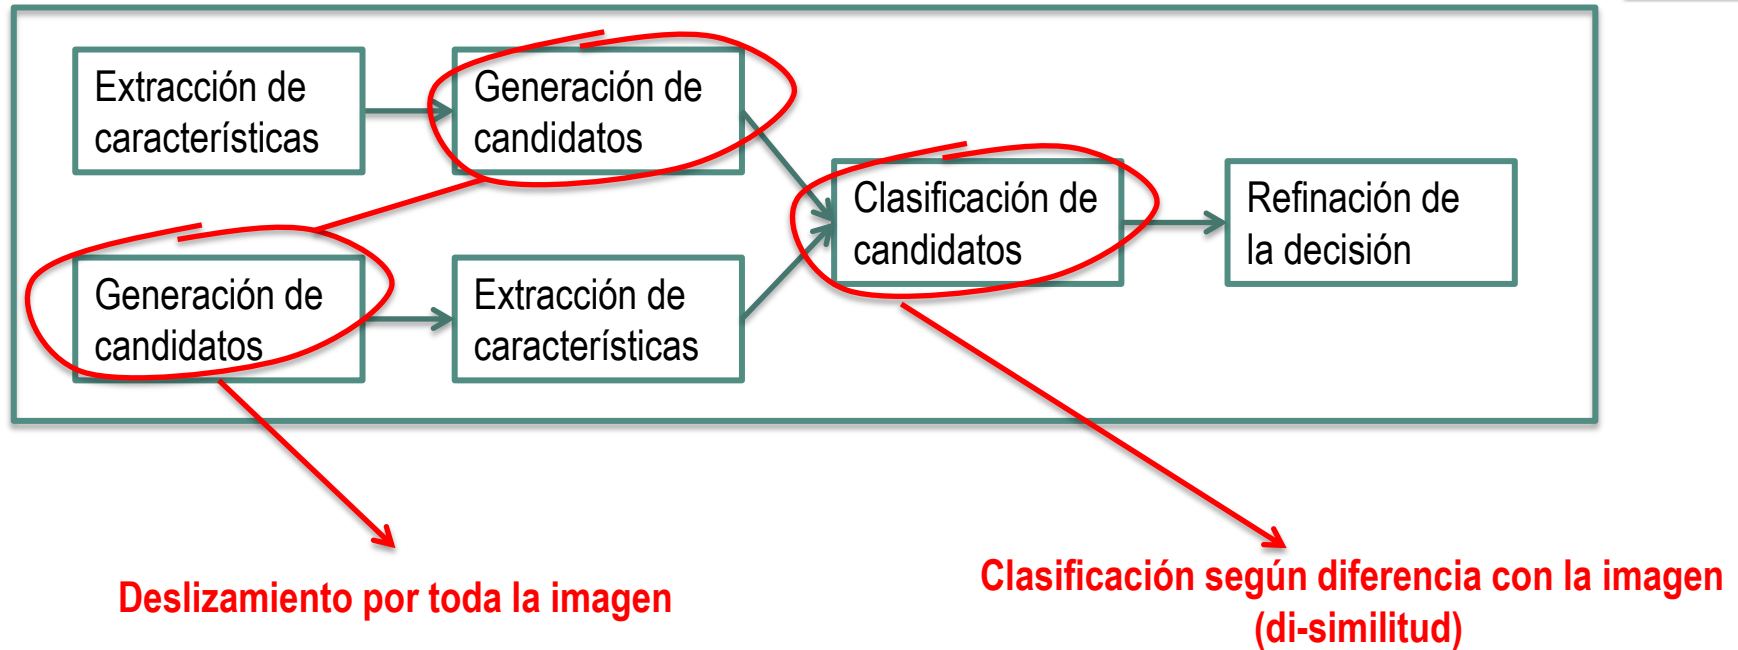 Extracción de
características
Generación de
candidatos
Generación de
candidatos
Extracción de
características
Clasificación de
candidatos
Refinación de
la decisión
Deslizamiento por toda la imagen
Clasificación según diferencia con la imagen
(di-similitud)